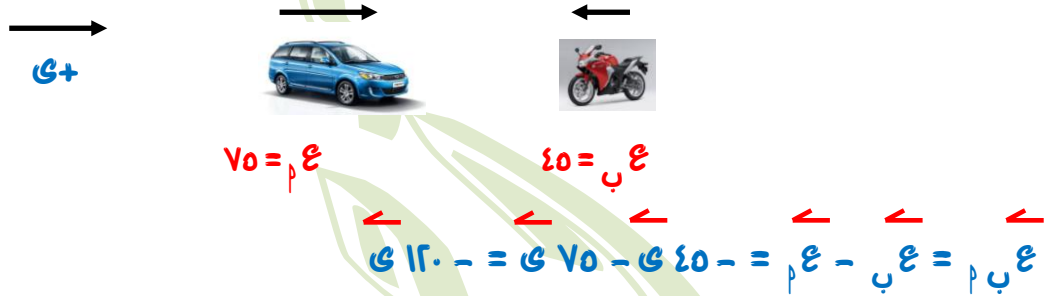 +ى
ع م = ٧٥
ع ب = ٤٥
ع ب م = ع ب - ع م = - ٤٥ ى - ٧٥ ى = - ١٢٠ ى